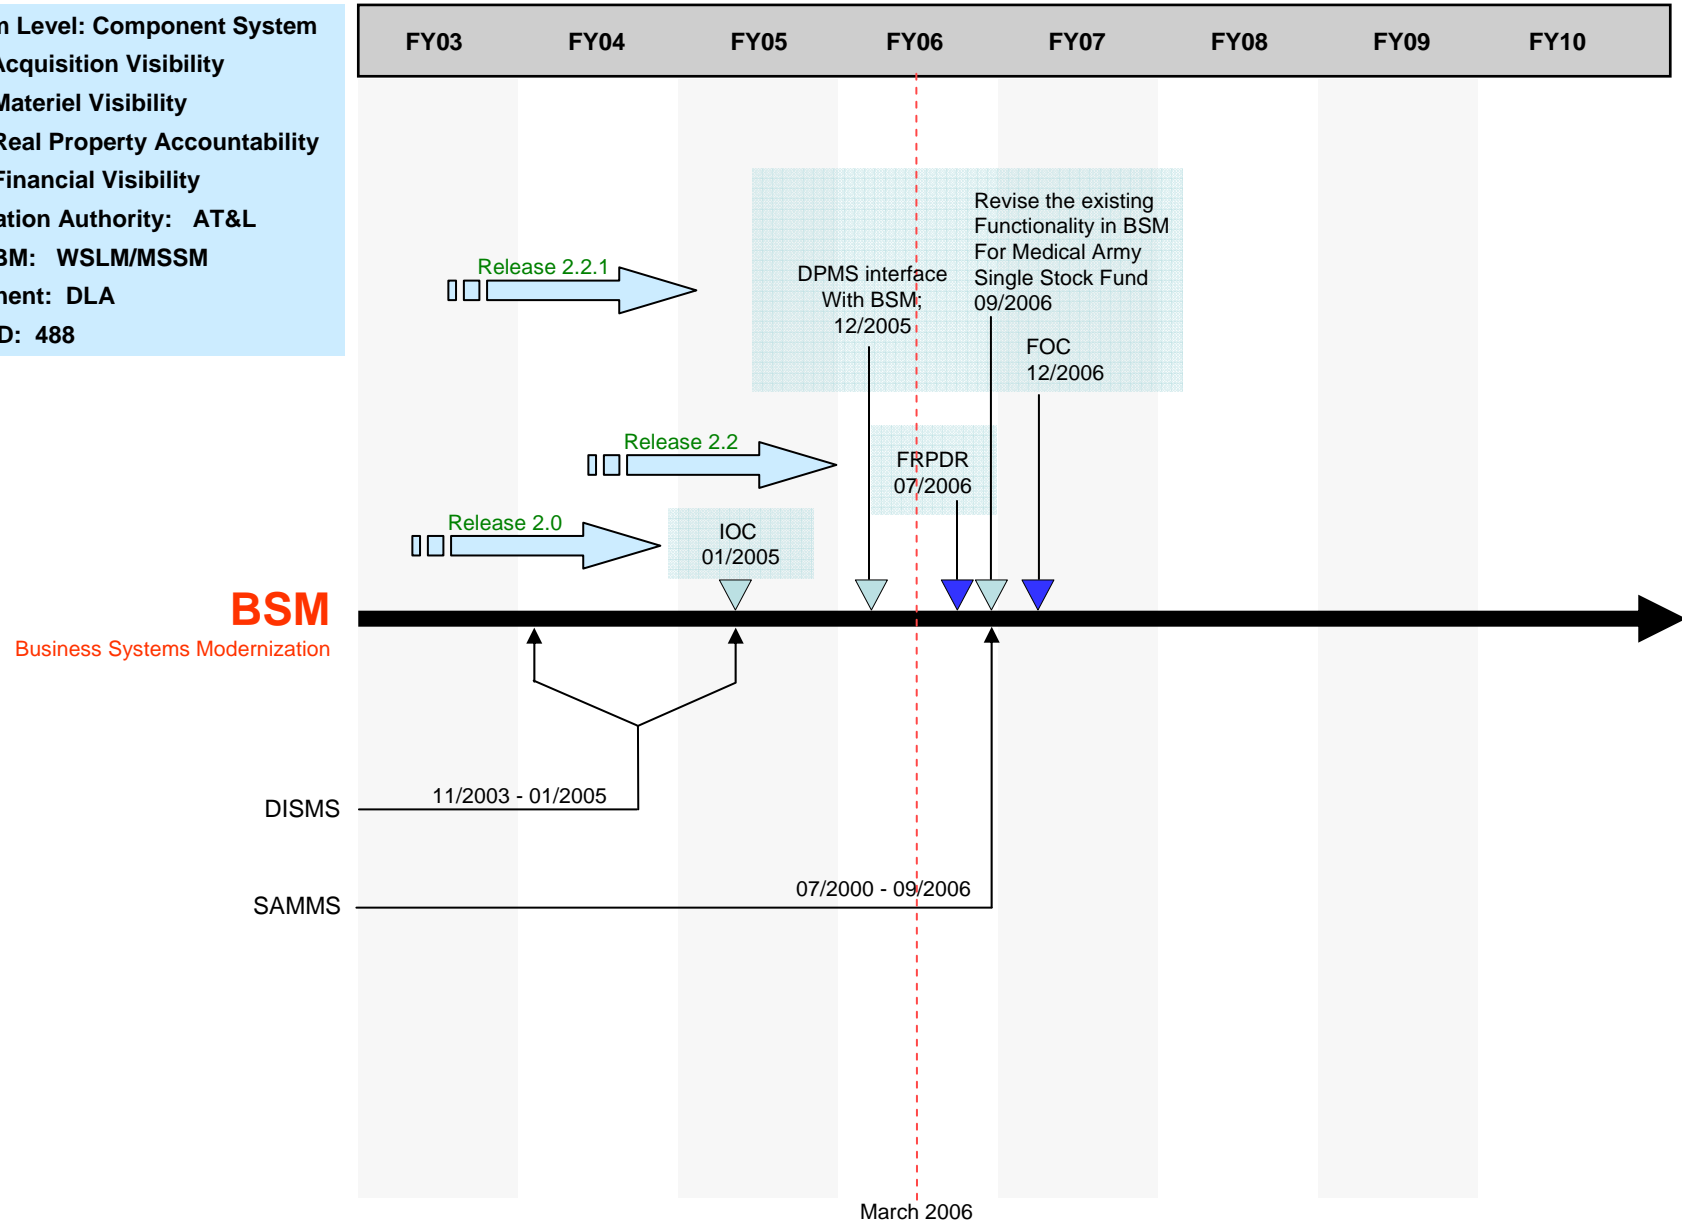 m Level: Component System
Acquisition Visibility
Materiel Visibility
Real Property Accountability
Financial Visibility
ation Authority: AT&L
BM: WSLM/MSSM
nent: DLA
D: 488
FY03 FY04 FY05 FY06 FY07 FY08 FY09 FY10
Release 2.2.1
DPMS interface
With BSM;
12/2005
Revise the existing
Functionality in BSM
For Medical Army
Single Stock Fund
09/2006
FOC
12/2006
Release 2.2
FRPDR
07/2006
Release 2.0
IOC
01/2005
BSM
Business Systems Modernization
DISMS
11/2003 - 01/2005
SAMMS
07/2000 - 09/2006
March 2006